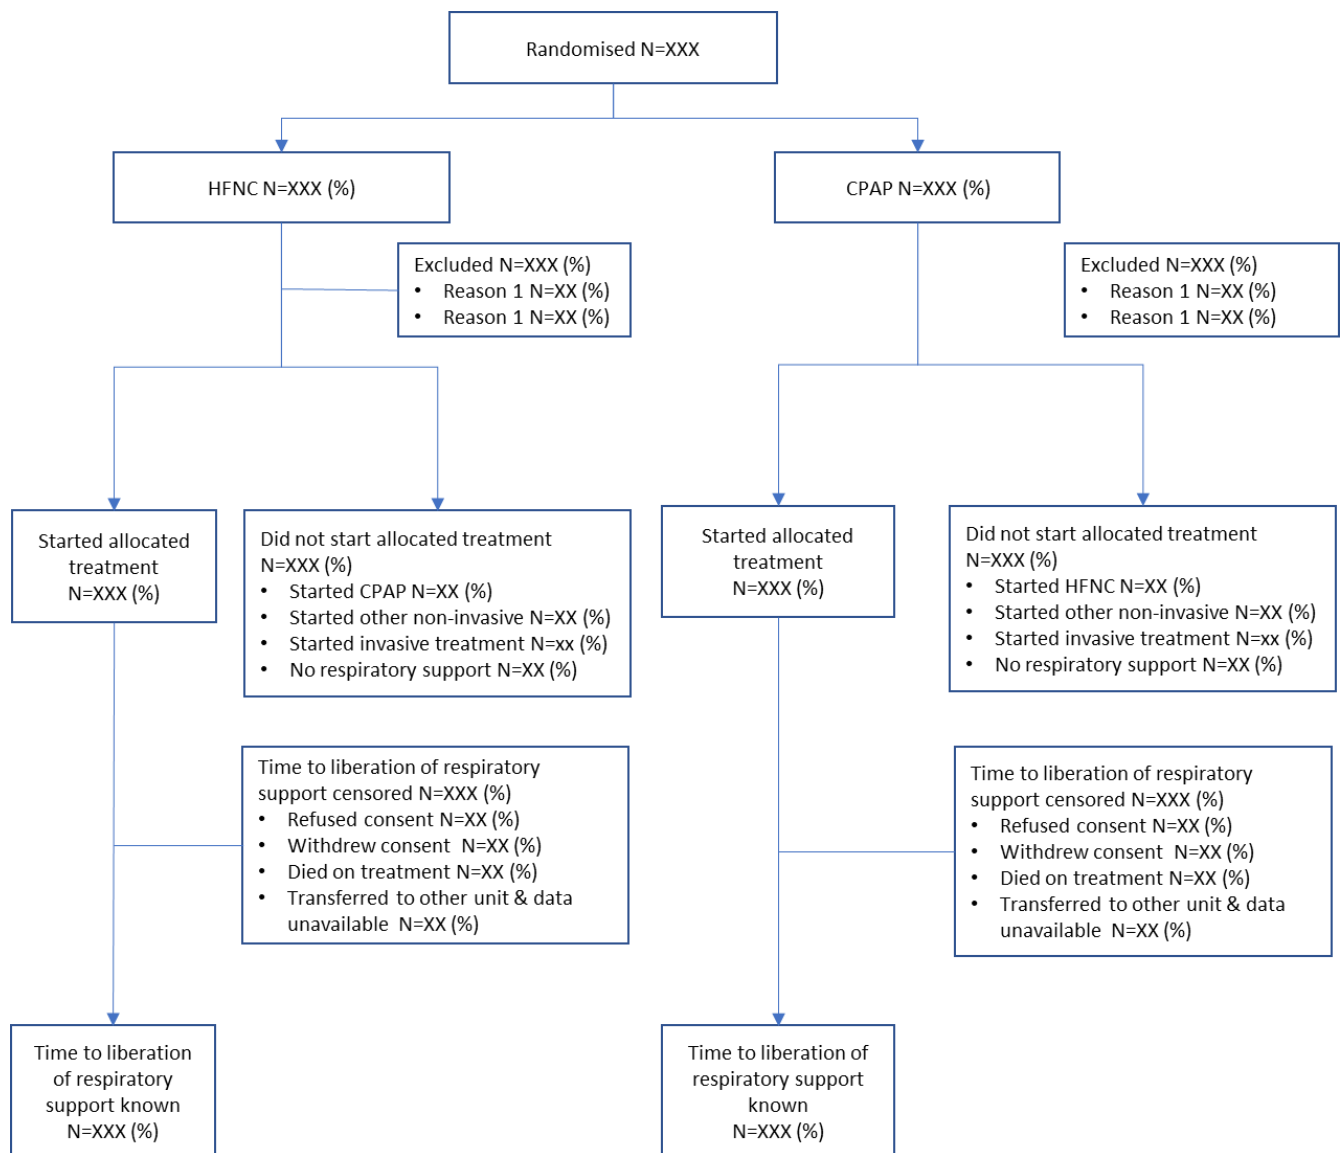 Randomised N=XXX
HFNC N=XXX (%)
CPAP N=XXX (%)
Excluded N=XXX (%)
• Reason 1 N=XX (%)
• Reason 1 N=XX (%)
Excluded N=XXX (%)
• Reason 1 N=XX (%)
• Reason 1 N=XX (%)
Started allocated
treatment
N=XXX (%)
Did not start allocated treatment
N=XXX (%)
• Started CPAP N=XX (%)
• Started other non-invasive N=XX (%)
• Started invasive treatment N=xx (%)
• No respiratory support N=XX (%)
Started allocated
treatment
N=XXX (%)
Did not start allocated treatment
N=XXX (%)
• Started HFNC N=XX (%)
• Started other non-invasive N=XX (%)
• Started invasive treatment N=xx (%)
• No respiratory support N=XX (%)
Time to liberation of respiratory
support censored N=XXX (%)
• Refused consent N=XX (%)
• Withdrew consent  N=XX (%)
• Died on treatment N=XX (%)
• Transferred to other unit & data
unavailable  N=XX (%)
Time to liberation of respiratory
support censored N=XXX (%)
• Refused consent N=XX (%)
• Withdrew consent  N=XX (%)
• Died on treatment N=XX (%)
• Transferred to other unit & data
unavailable  N=XX (%)
Time to liberation
of respiratory
support known
N=XXX (%)
Time to liberation of
respiratory support
known
N=XXX (%)